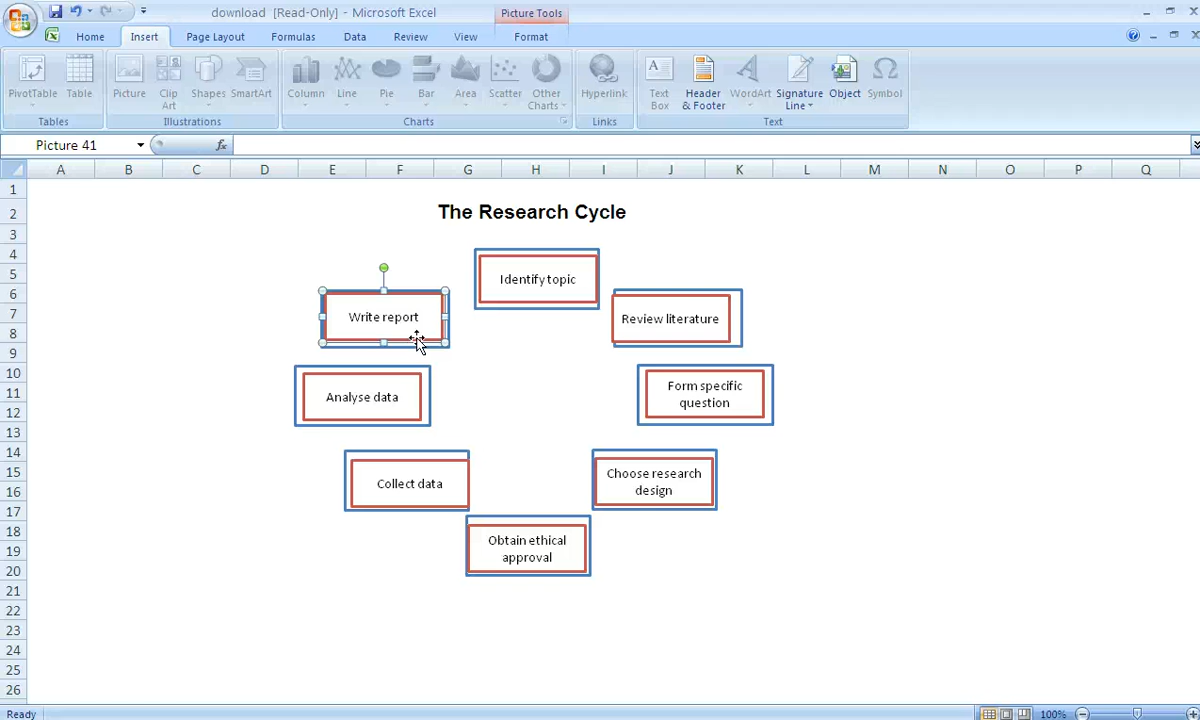 download [Read-Only] - Microsoft Excel
Picture Tools
Home Insert Page Layout Formulas Data Review View Format
PivotTable Table Picture Clip Art Shapes SmartArt Column Line Pie Bar Area Scatter Other Charts Hyperlink Text Box Header & Footer WordArt Signature Line Object Symbol
Tables Illustrations Charts Links Text
Picture 41 fx
A B C D E F G H I J K L M N O P Q
1
2
3
4
5
6
7
8
9
10
11
12
13
14
15
16
17
18
19
20
21
22
23
24
25
26
The Research Cycle
Identify topic
Write report
Review literature
Analyse data
Form specific
question
Collect data
Choose research
design
Obtain ethical
approval
Ready 100%